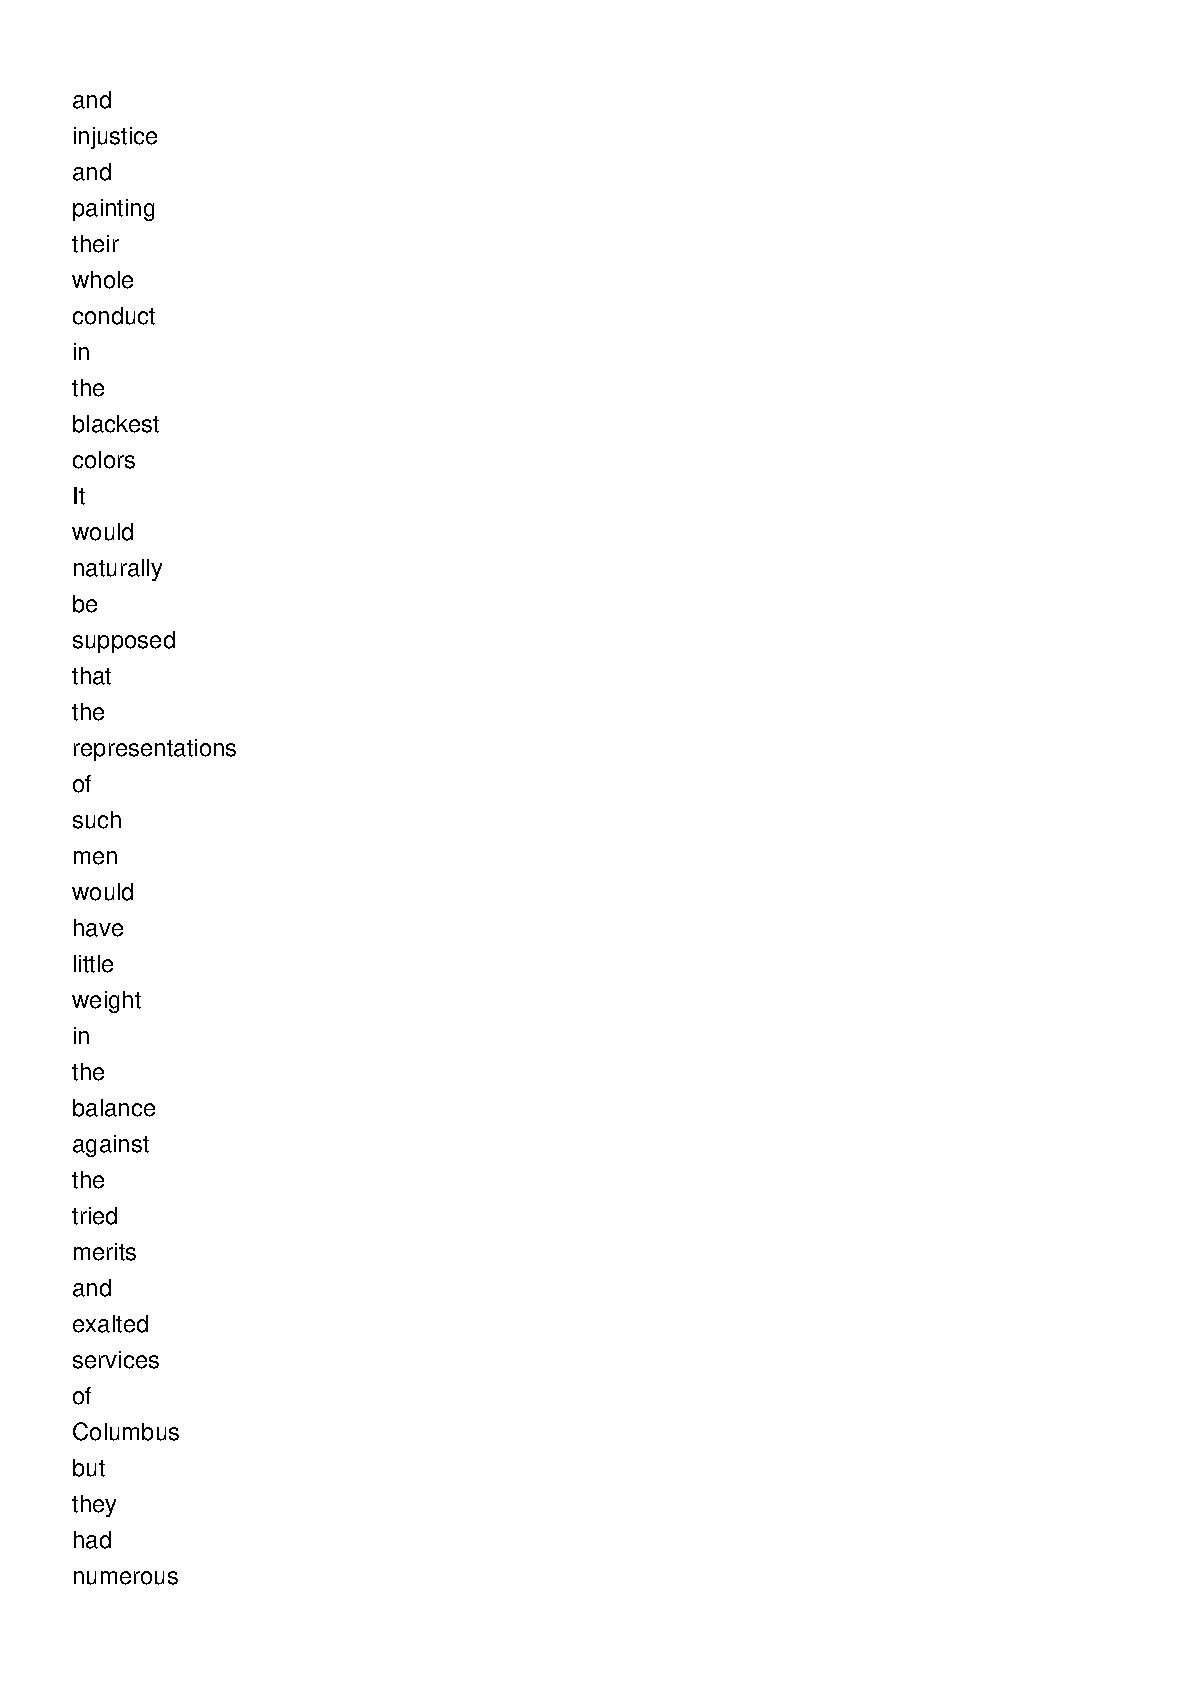 and
injustice
and
painting
their
whole
conduct
in
the
blackest
colors
It
would
naturally
be
supposed
that
the
representations
of
such
men
would
have
little
weight
in
the
balance
against
the
tried
merits
and
exalted
services
of
Columbus
but
they
had
numerous